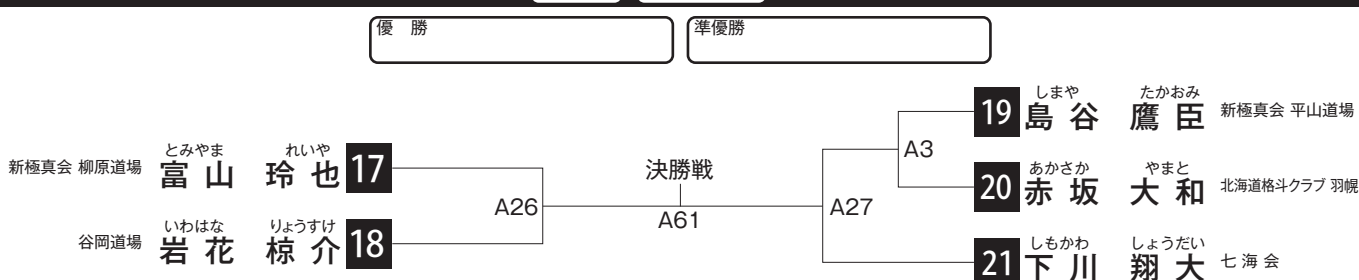 優　勝
準優勝
新極真会 柳原道場
とみやま　れいや
富山　玲也
17
谷岡道場
いわはな　りょうすけ
岩花　椋介
18
A26
決勝戦
A61
A27
A3
19
しまや　たかおみ
島谷　鷹臣
新極真会 平山道場
20
あかさか　やまと
赤坂　大和
北海道格斗クラブ 羽幌
21
しもかわ　しょうだい
下川　翔大
七海会